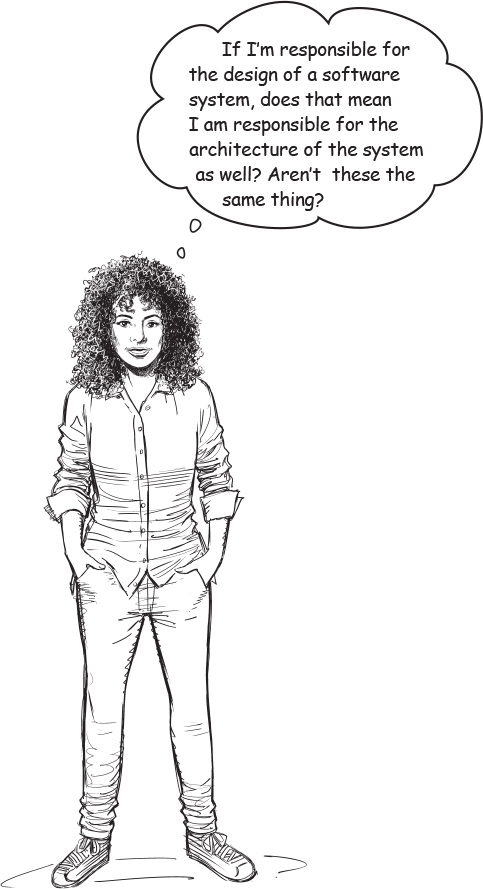 If I'm responsible for
the design of a software
system, does that mean
I am responsible for the
architecture of the system
as well? Aren't these the
same thing?